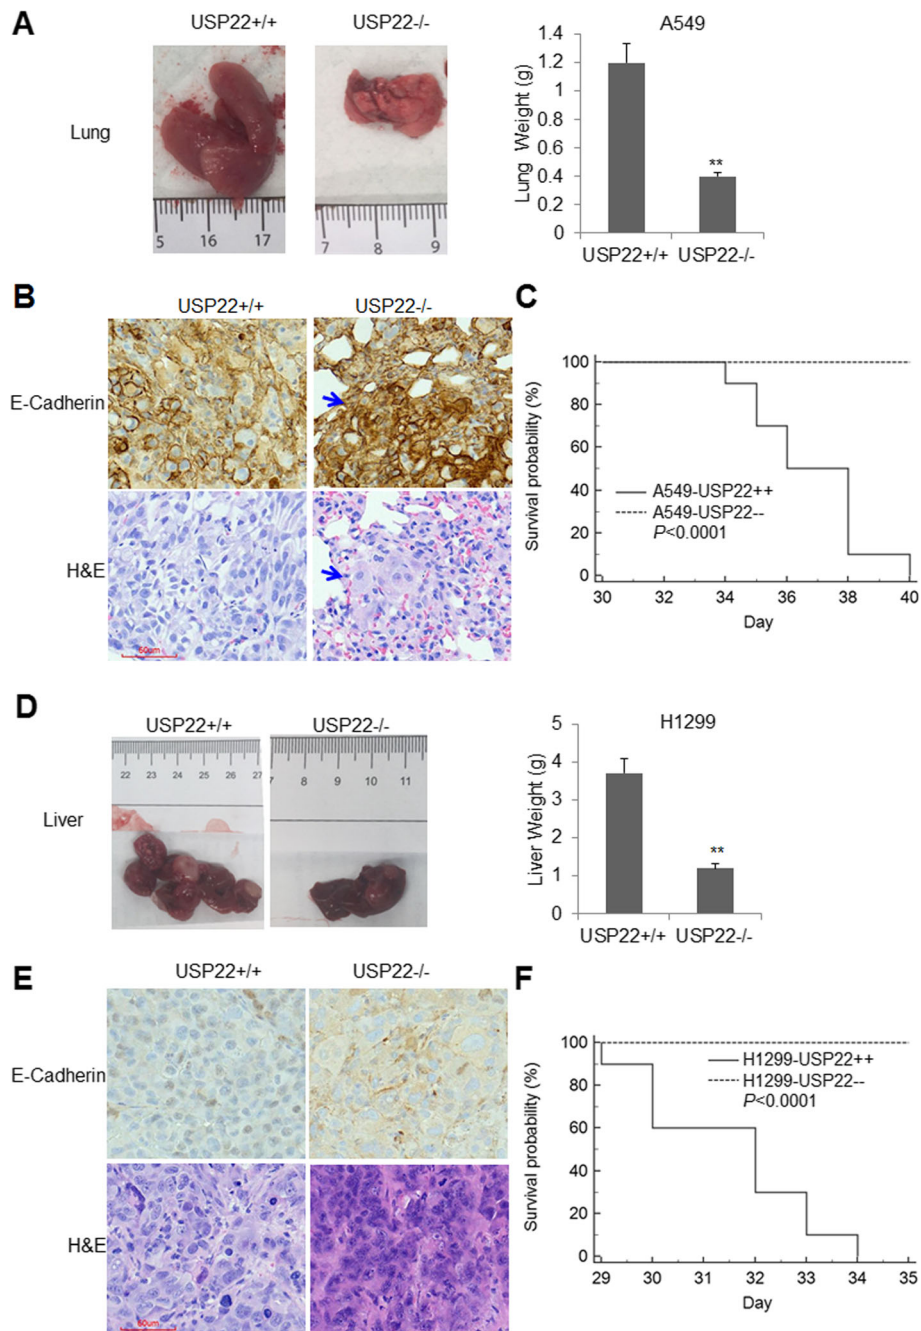 A
USP22+/+
USP22-/-
Lung
5 16 17
7 8 9
A549
Lung Weight (g)
1.4
1.2
1
0.8
0.6
0.4
0.2
0
**
USP22+/+ USP22-/-
B
USP22+/+
USP22-/-
E-Cadherin
H&E
60um
C
Survival probability (%)
100
80
60
40
20
0
A549-USP22++
A549-USP22--
P<0.0001
30 32 34 36 38 40
Day
D
USP22+/+
USP22-/-
Liver
22 23 24 25 26 27
7 8 9 10 11
H1299
Liver Weight (g)
5
4
3
2
1
0
**
USP22+/+ USP22-/-
E
USP22+/+
USP22-/-
E-Cadherin
H&E
60um
F
Survival probability (%)
100
80
60
40
20
0
H1299-USP22++
H1299-USP22--
P<0.0001
29 30 31 32 33 34 35
Day